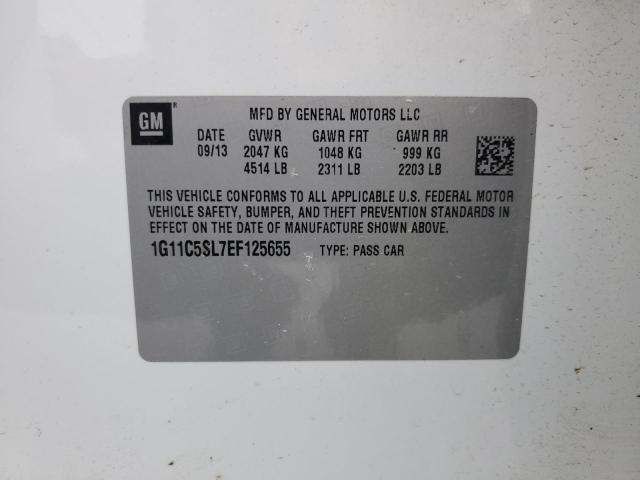 GM ®
MFD BY GENERAL MOTORS LLC
DATE GVWR GAWR FRT GAWR RR
09/13 2047 KG 1048 KG 999 KG
4514 LB 2311 LB 2203 LB
THIS VEHICLE CONFORMS TO ALL APPLICABLE U.S. FEDERAL MOTOR
VEHICLE SAFETY, BUMPER, AND THEFT PREVENTION STANDARDS IN
EFFECT ON THE DATE OF MANUFACTURE SHOWN ABOVE.
1G11C5SL7EF125655 TYPE: PASS CAR